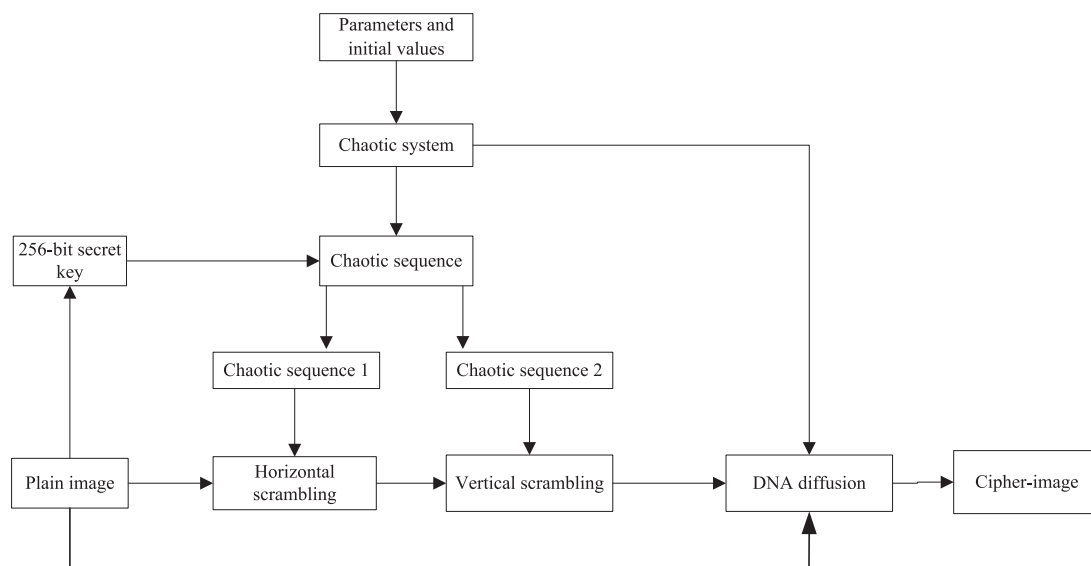 Parameters and
initial values
Chaotic system
256-bit secret
key
Chaotic sequence
Chaotic sequence 1
Chaotic sequence 2
Plain image
Horizontal
scrambling
Vertical scrambling
DNA diffusion
Cipher-image